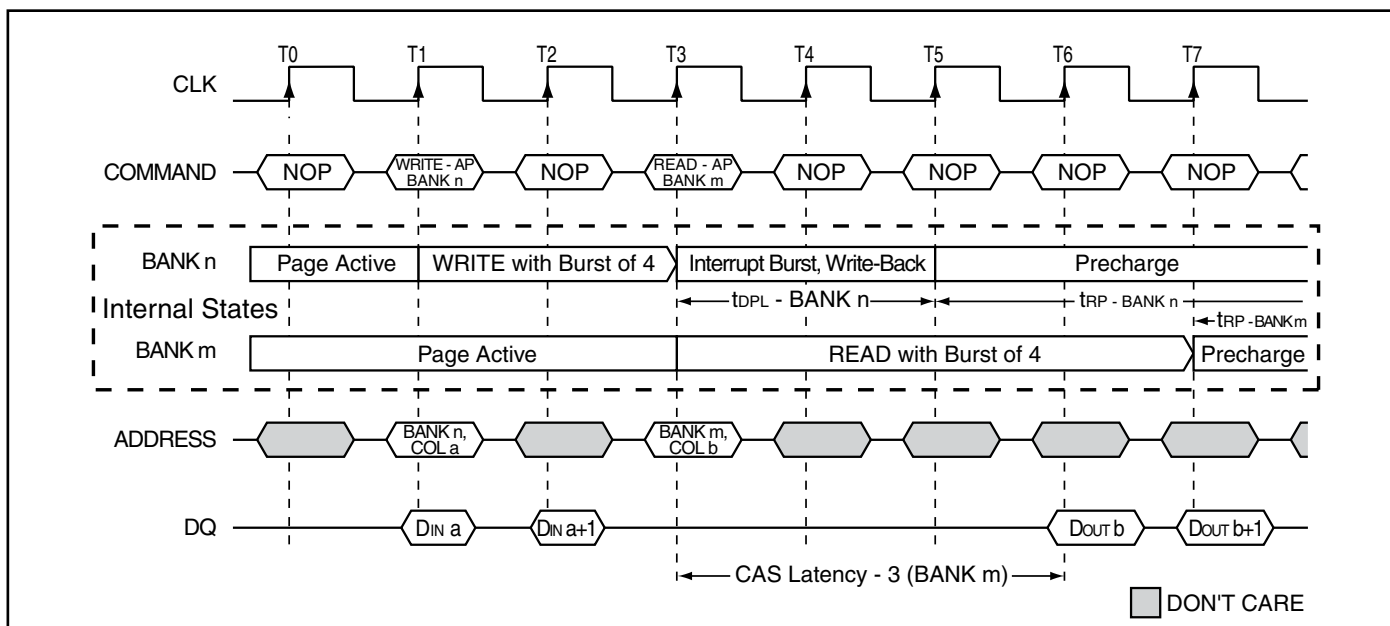 T0 T1 T2 T3 T4 T5 T6 T7
CLK
COMMAND NOP WRITE - AP BANK n NOP READ - AP BANK m NOP NOP NOP NOP
BANK n Page Active WRITE with Burst of 4 Interrupt Burst, Write-Back Precharge
tDPL - BANK n tRP - BANK n
Internal States
tRP - BANK m
BANK m Page Active READ with Burst of 4 Precharge
ADDRESS BANK n, COL a BANK m, COL b
DQ DIN a DIN a+1 DOUT b DOUT b+1
CAS Latency - 3 (BANK m)
DON'T CARE